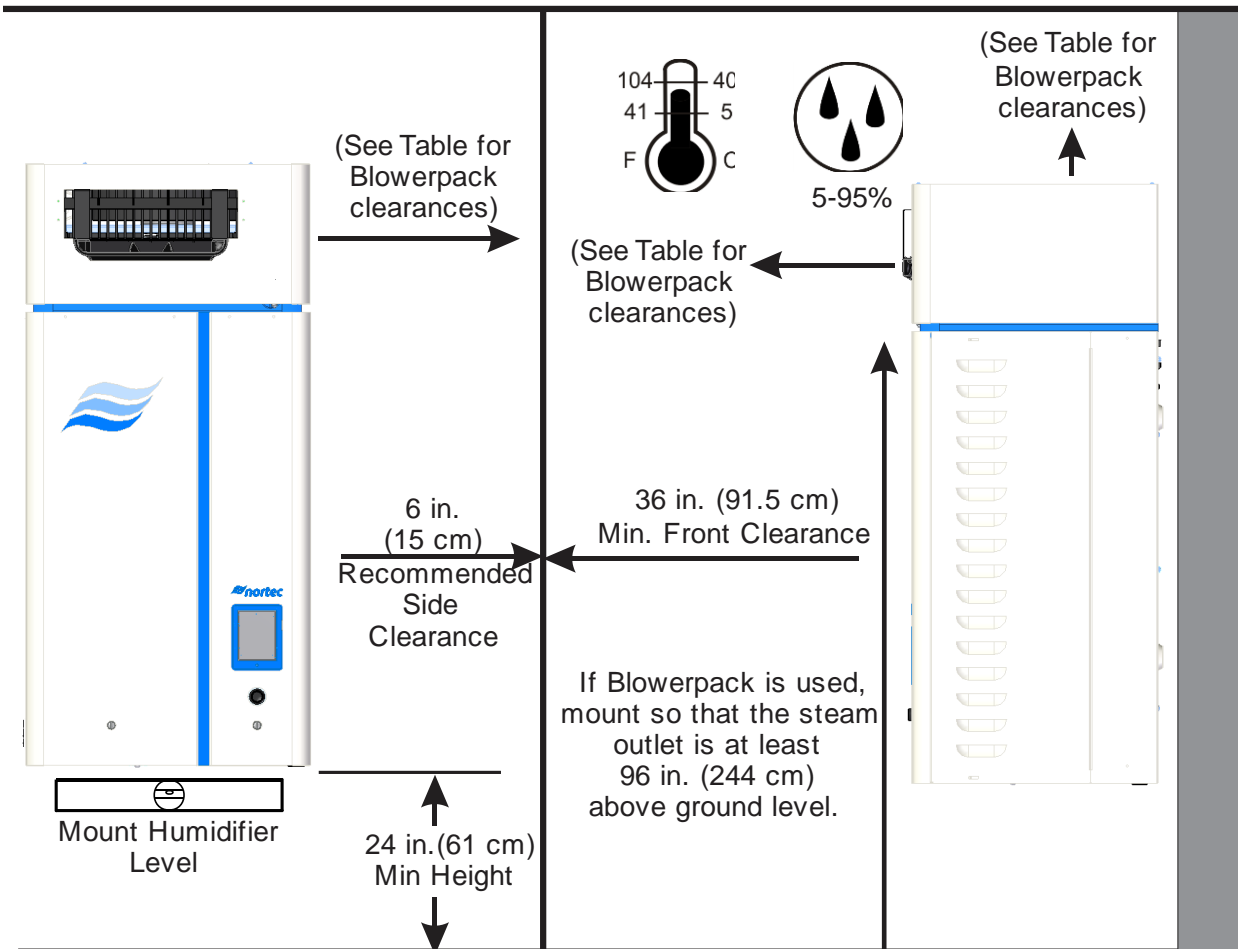 (See Table for
Blowerpack
clearances)
nortec
Mount Humidifier
Level
6 in.
(15 cm)
Recommended
Side
Clearance
24 in.(61 cm)
Min Height
104 40
41 5
F C
5-95%
(See Table for
Blowerpack
clearances)
(See Table for
Blowerpack
clearances)
36 in. (91.5 cm)
Min. Front Clearance
If Blowerpack is used,
mount so that the steam
outlet is at least
96 in. (244 cm)
above ground level.